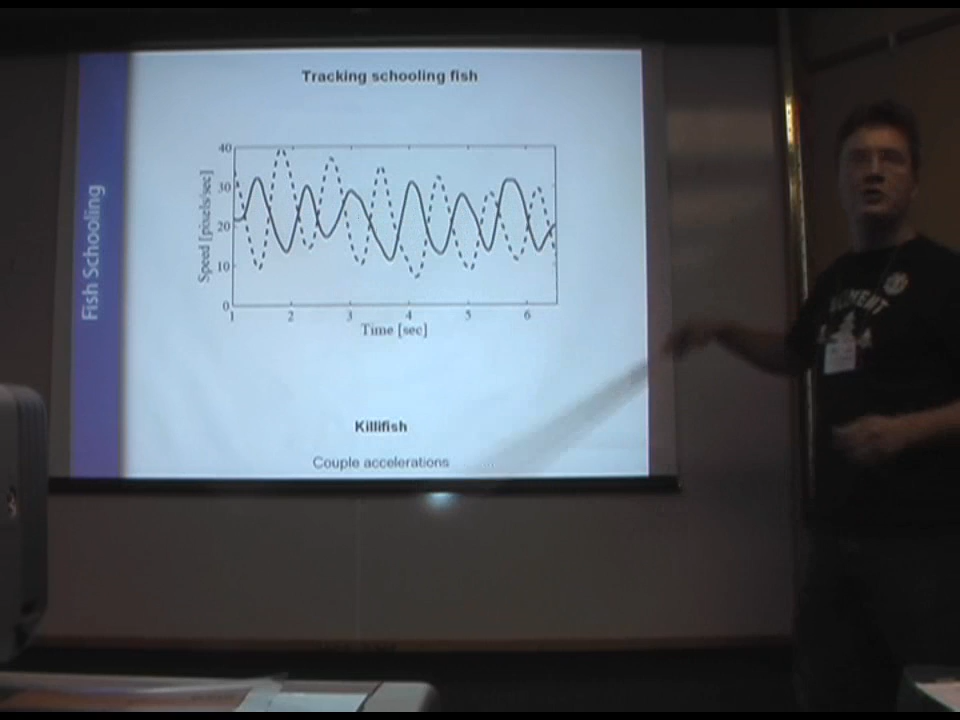 Tracking schooling fish
Fish Schooling
Speed [pixels/sec]
40
30
20
10
0
1 2 3 4 5 6
Time [sec]
Killifish
Couple accelerations